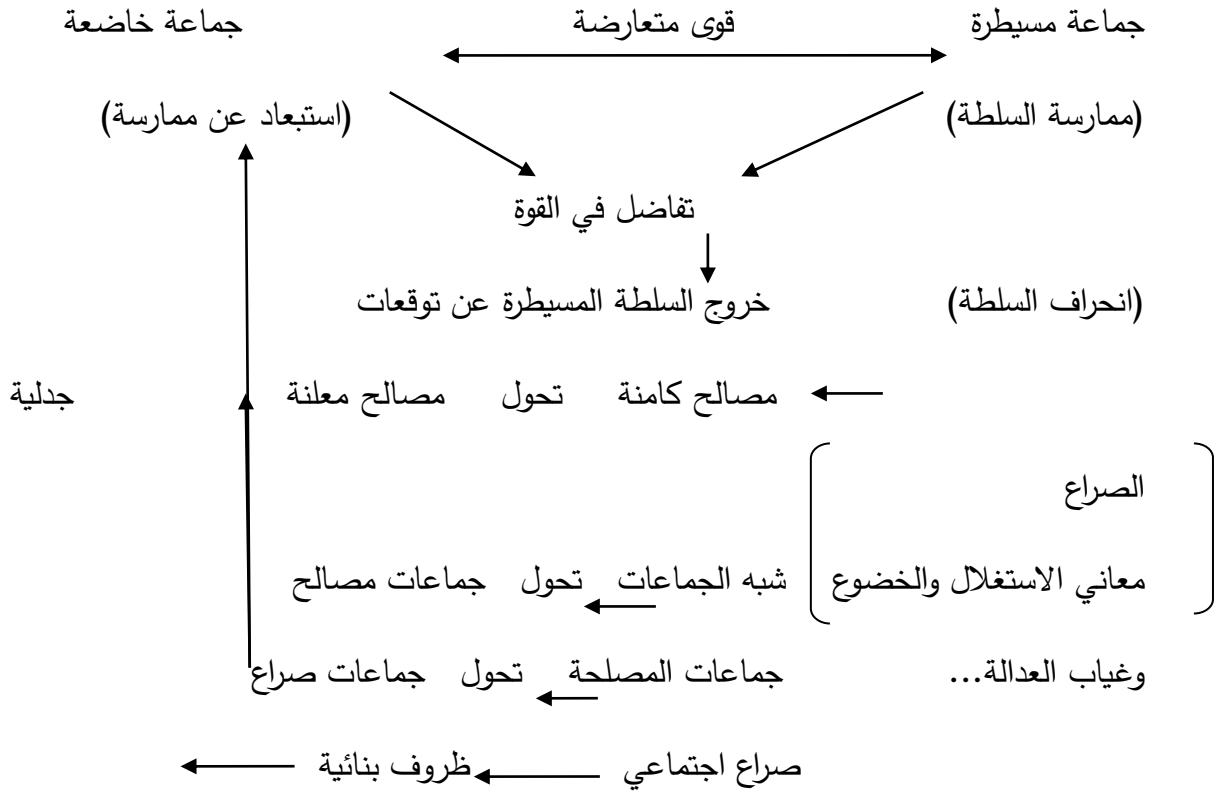 جماعة مسيطرة قوى متعارضة جماعة خاضعة
(ممارسة السلطة) (استبعاد عن ممارسة)
تفاضل في القوة
(انحراف السلطة) خروج السلطة المسيطرة عن توقعات
مصالح كامنة تحول مصالح معلنة جدلية
الصراع
معاني الاستغلال والخضوع شبه الجماعات تحول جماعات مصالح
وغياب العدالة... جماعات المصلحة تحول جماعات صراع
صراع اجتماعي ظروف بنائية